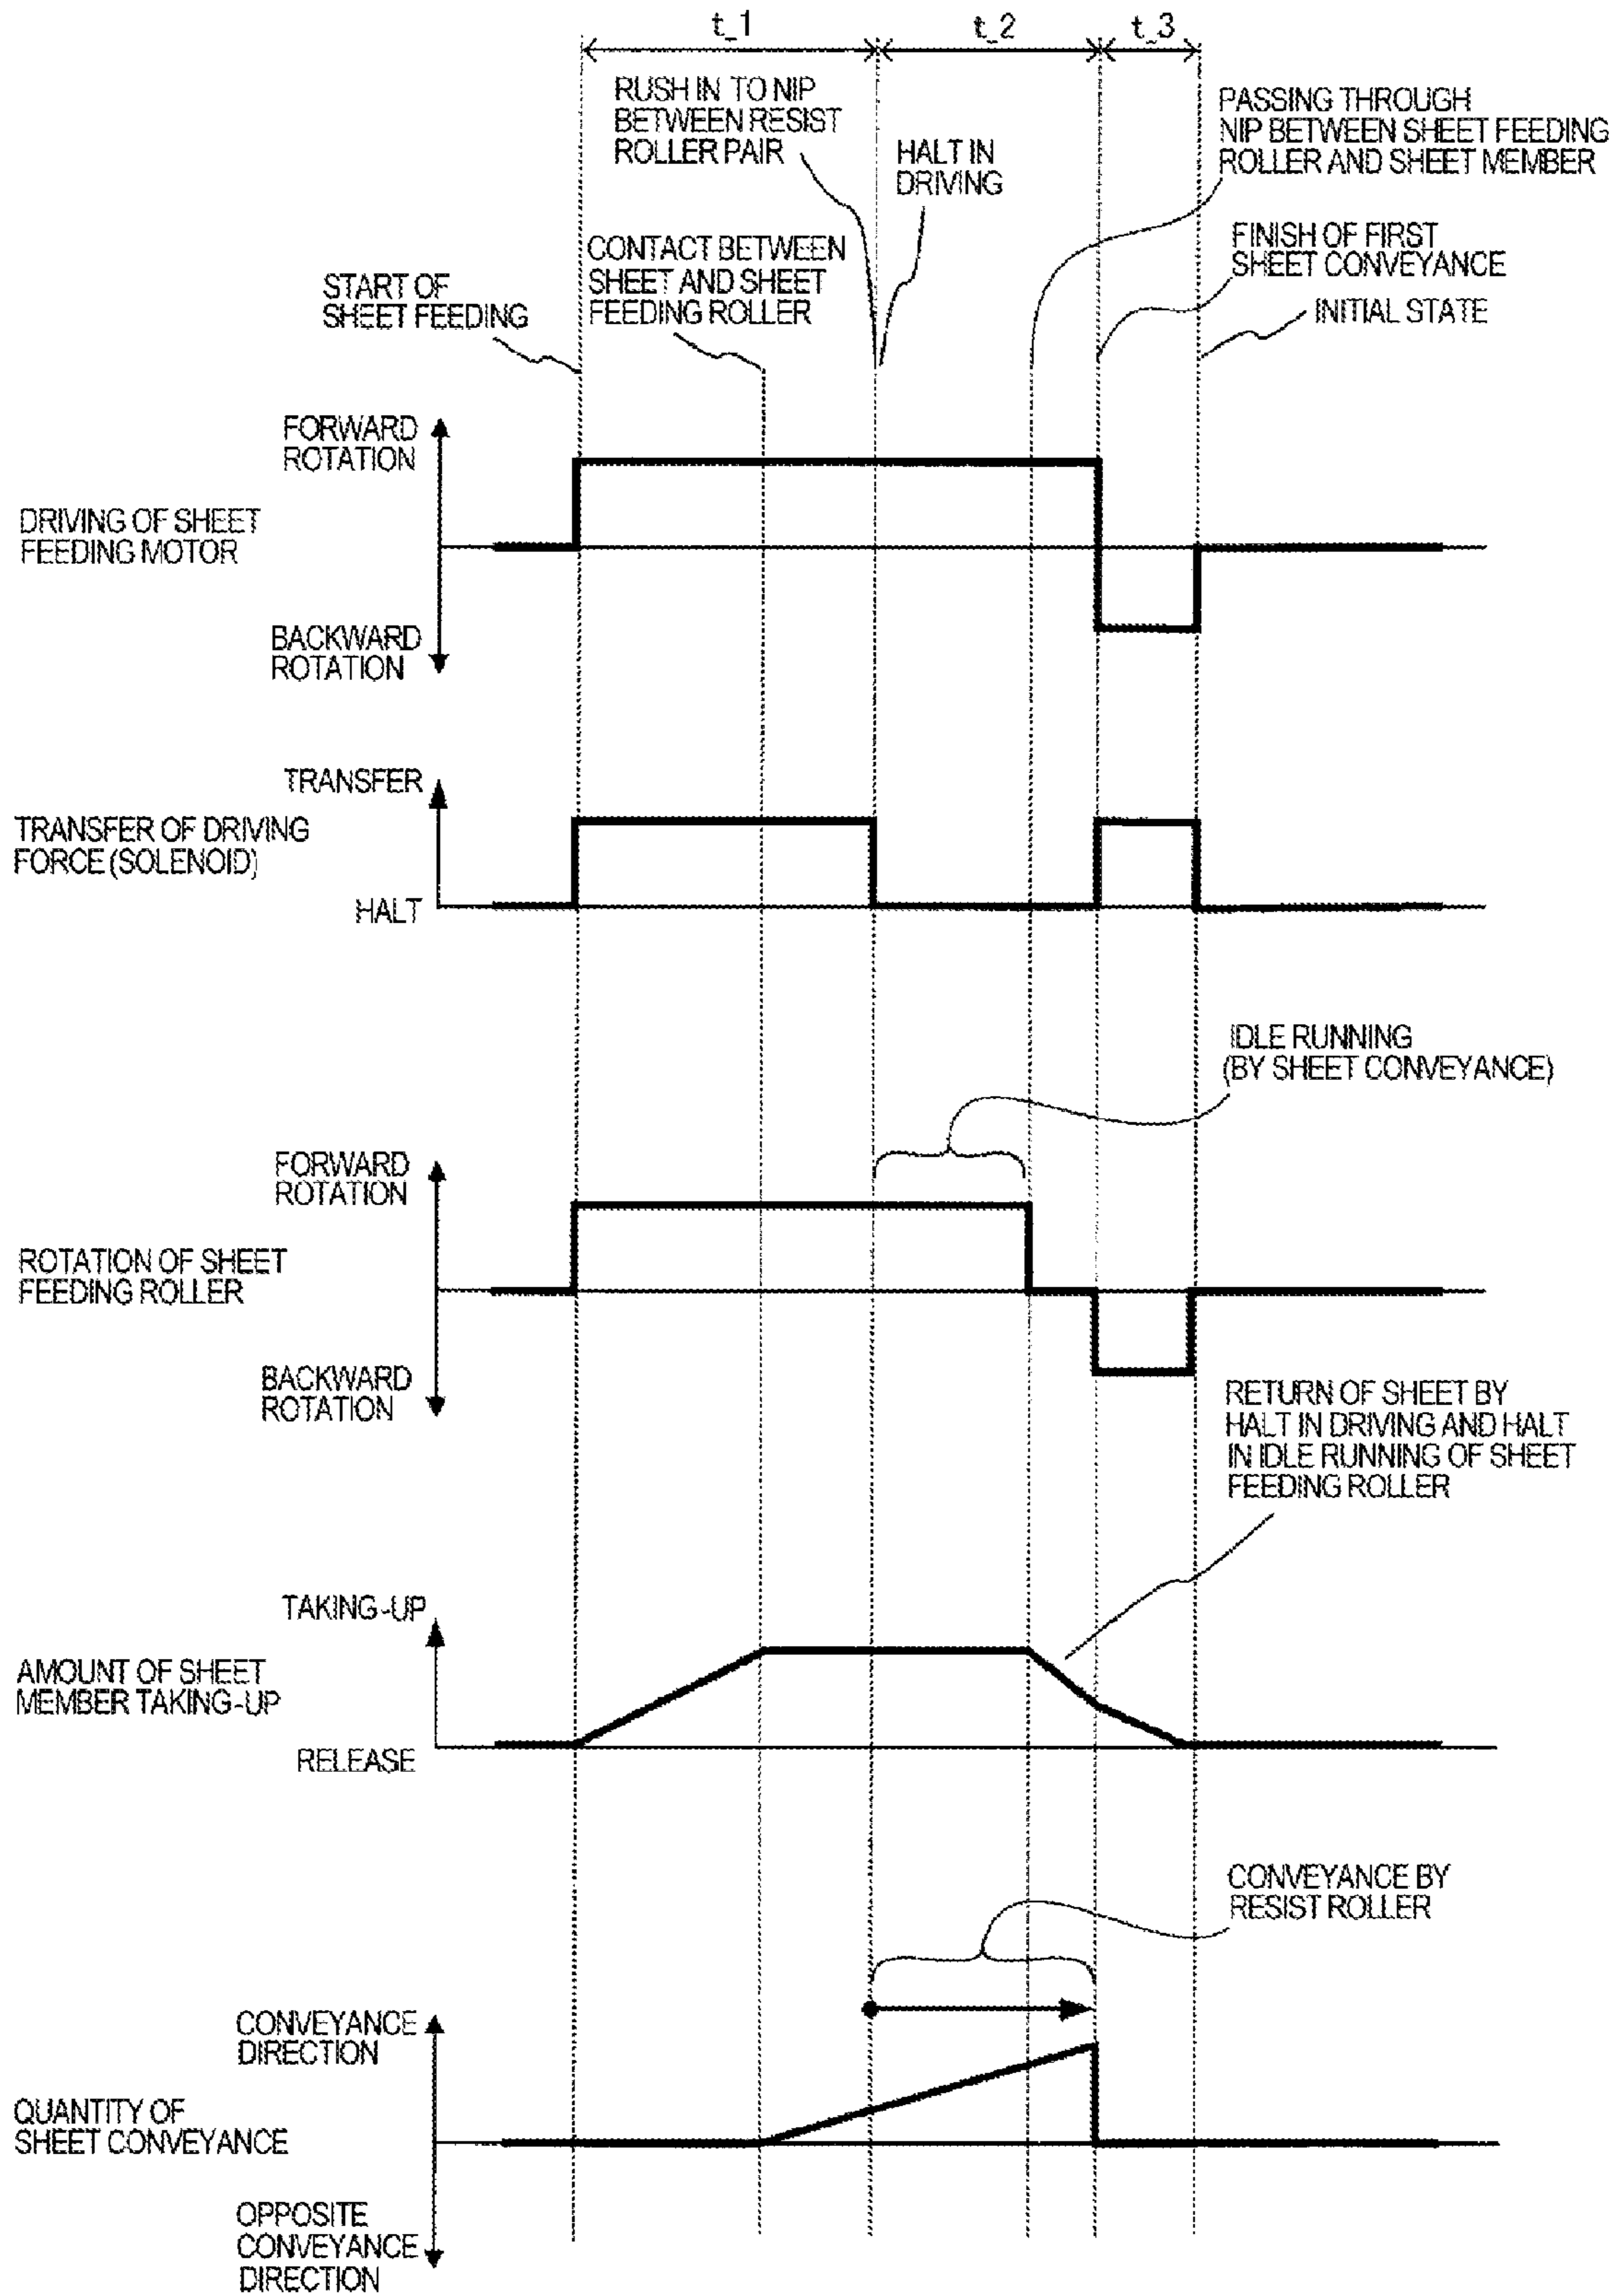 t_1
t_2
t_3
RUSH IN TO NIP
BETWEEN RESIST
ROLLER PAIR
HALT IN
DRIVING
PASSING THROUGH
NIP BETWEEN SHEET FEEDING
ROLLER AND SHEET MEMBER
CONTACT BETWEEN
SHEET AND SHEET
FEEDING ROLLER
FINISH OF FIRST
SHEET CONVEYANCE
START OF
SHEET FEEDING
INITIAL STATE
FORWARD
ROTATION
DRIVING OF SHEET
FEEDING MOTOR
BACKWARD
ROTATION
TRANSFER
TRANSFER OF DRIVING
FORCE (SOLENOID)
HALT
IDLE RUNNING
(BY SHEET CONVEYANCE)
FORWARD
ROTATION
ROTATION OF SHEET
FEEDING ROLLER
BACKWARD
ROTATION
RETURN OF SHEET BY
HALT IN DRIVING AND HALT
IN IDLE RUNNING OF SHEET
FEEDING ROLLER
TAKING-UP
AMOUNT OF SHEET
MEMBER TAKING-UP
RELEASE
CONVEYANCE BY
RESIST ROLLER
CONVEYANCE
DIRECTION
QUANTITY OF
SHEET CONVEYANCE
OPPOSITE
CONVEYANCE
DIRECTION